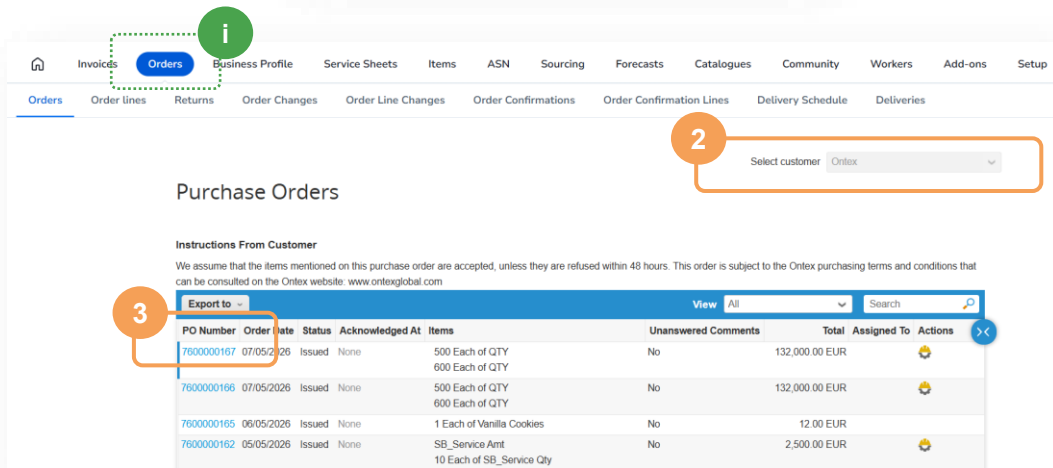 i
Invoices Orders Business Profile Service Sheets Items ASN Sourcing Forecasts Catalogues Community Workers Add-ons Setup
Orders Order lines Returns Order Changes Order Line Changes Order Confirmations Order Confirmation Lines Delivery Schedule Deliveries
2
Select customer Ontex
Purchase Orders
Instructions From Customer
We assume that the items mentioned on this purchase order are accepted, unless they are refused within 48 hours. This order is subject to the Ontex purchasing terms and conditions that
can be consulted on the Ontex website: www.ontexglobal.com
3
Export to View All Search
PO Number Order Date Status Acknowledged At Items Unanswered Comments Total Assigned To Actions
7600000167 07/05/2026 Issued None 500 Each of QTY No 132,000.00 EUR
600 Each of QTY
7600000166 07/05/2026 Issued None 500 Each of QTY No 132,000.00 EUR
600 Each of QTY
7600000165 06/05/2026 Issued None 1 Each of Vanilla Cookies No 12.00 EUR
7600000162 05/05/2026 Issued None SB_Service Amt No 2,500.00 EUR
10 Each of SB_Service Qty